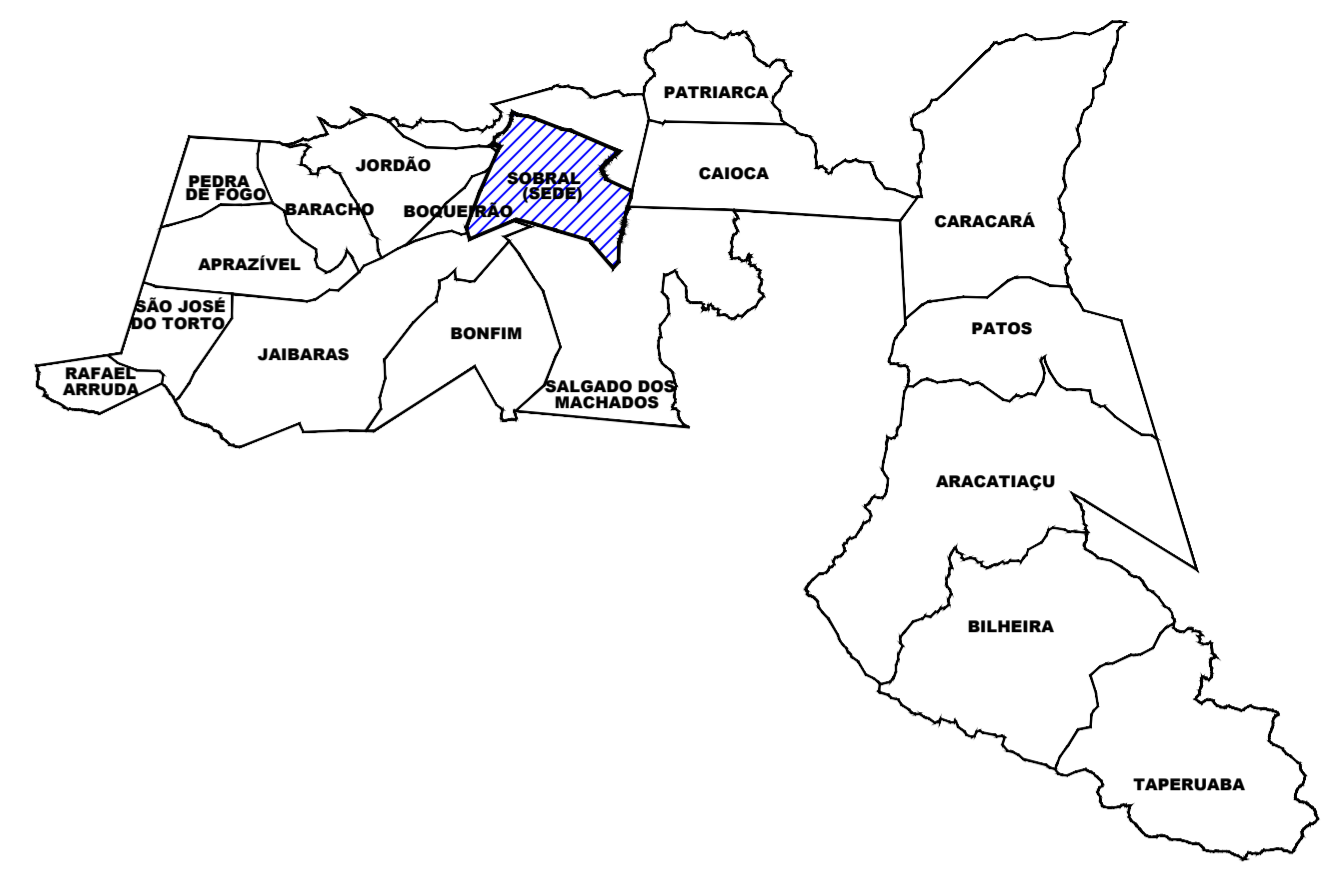 PATRIARCA
JORDÃO
CAIOCA
SOBRAL
(SEDE)
PEDRA
DE FOGO
BARACHO
BOQUEIRÃO
CARACARÁ
APRAZÍVEL
SÃO JOSÉ
DO TORTO
PATOS
BONFIM
JAIBARAS
RAFAEL
ARRUDA
SALGADO DOS
MACHADOS
ARACATIAÇU
BILHEIRA
TAPERUABA